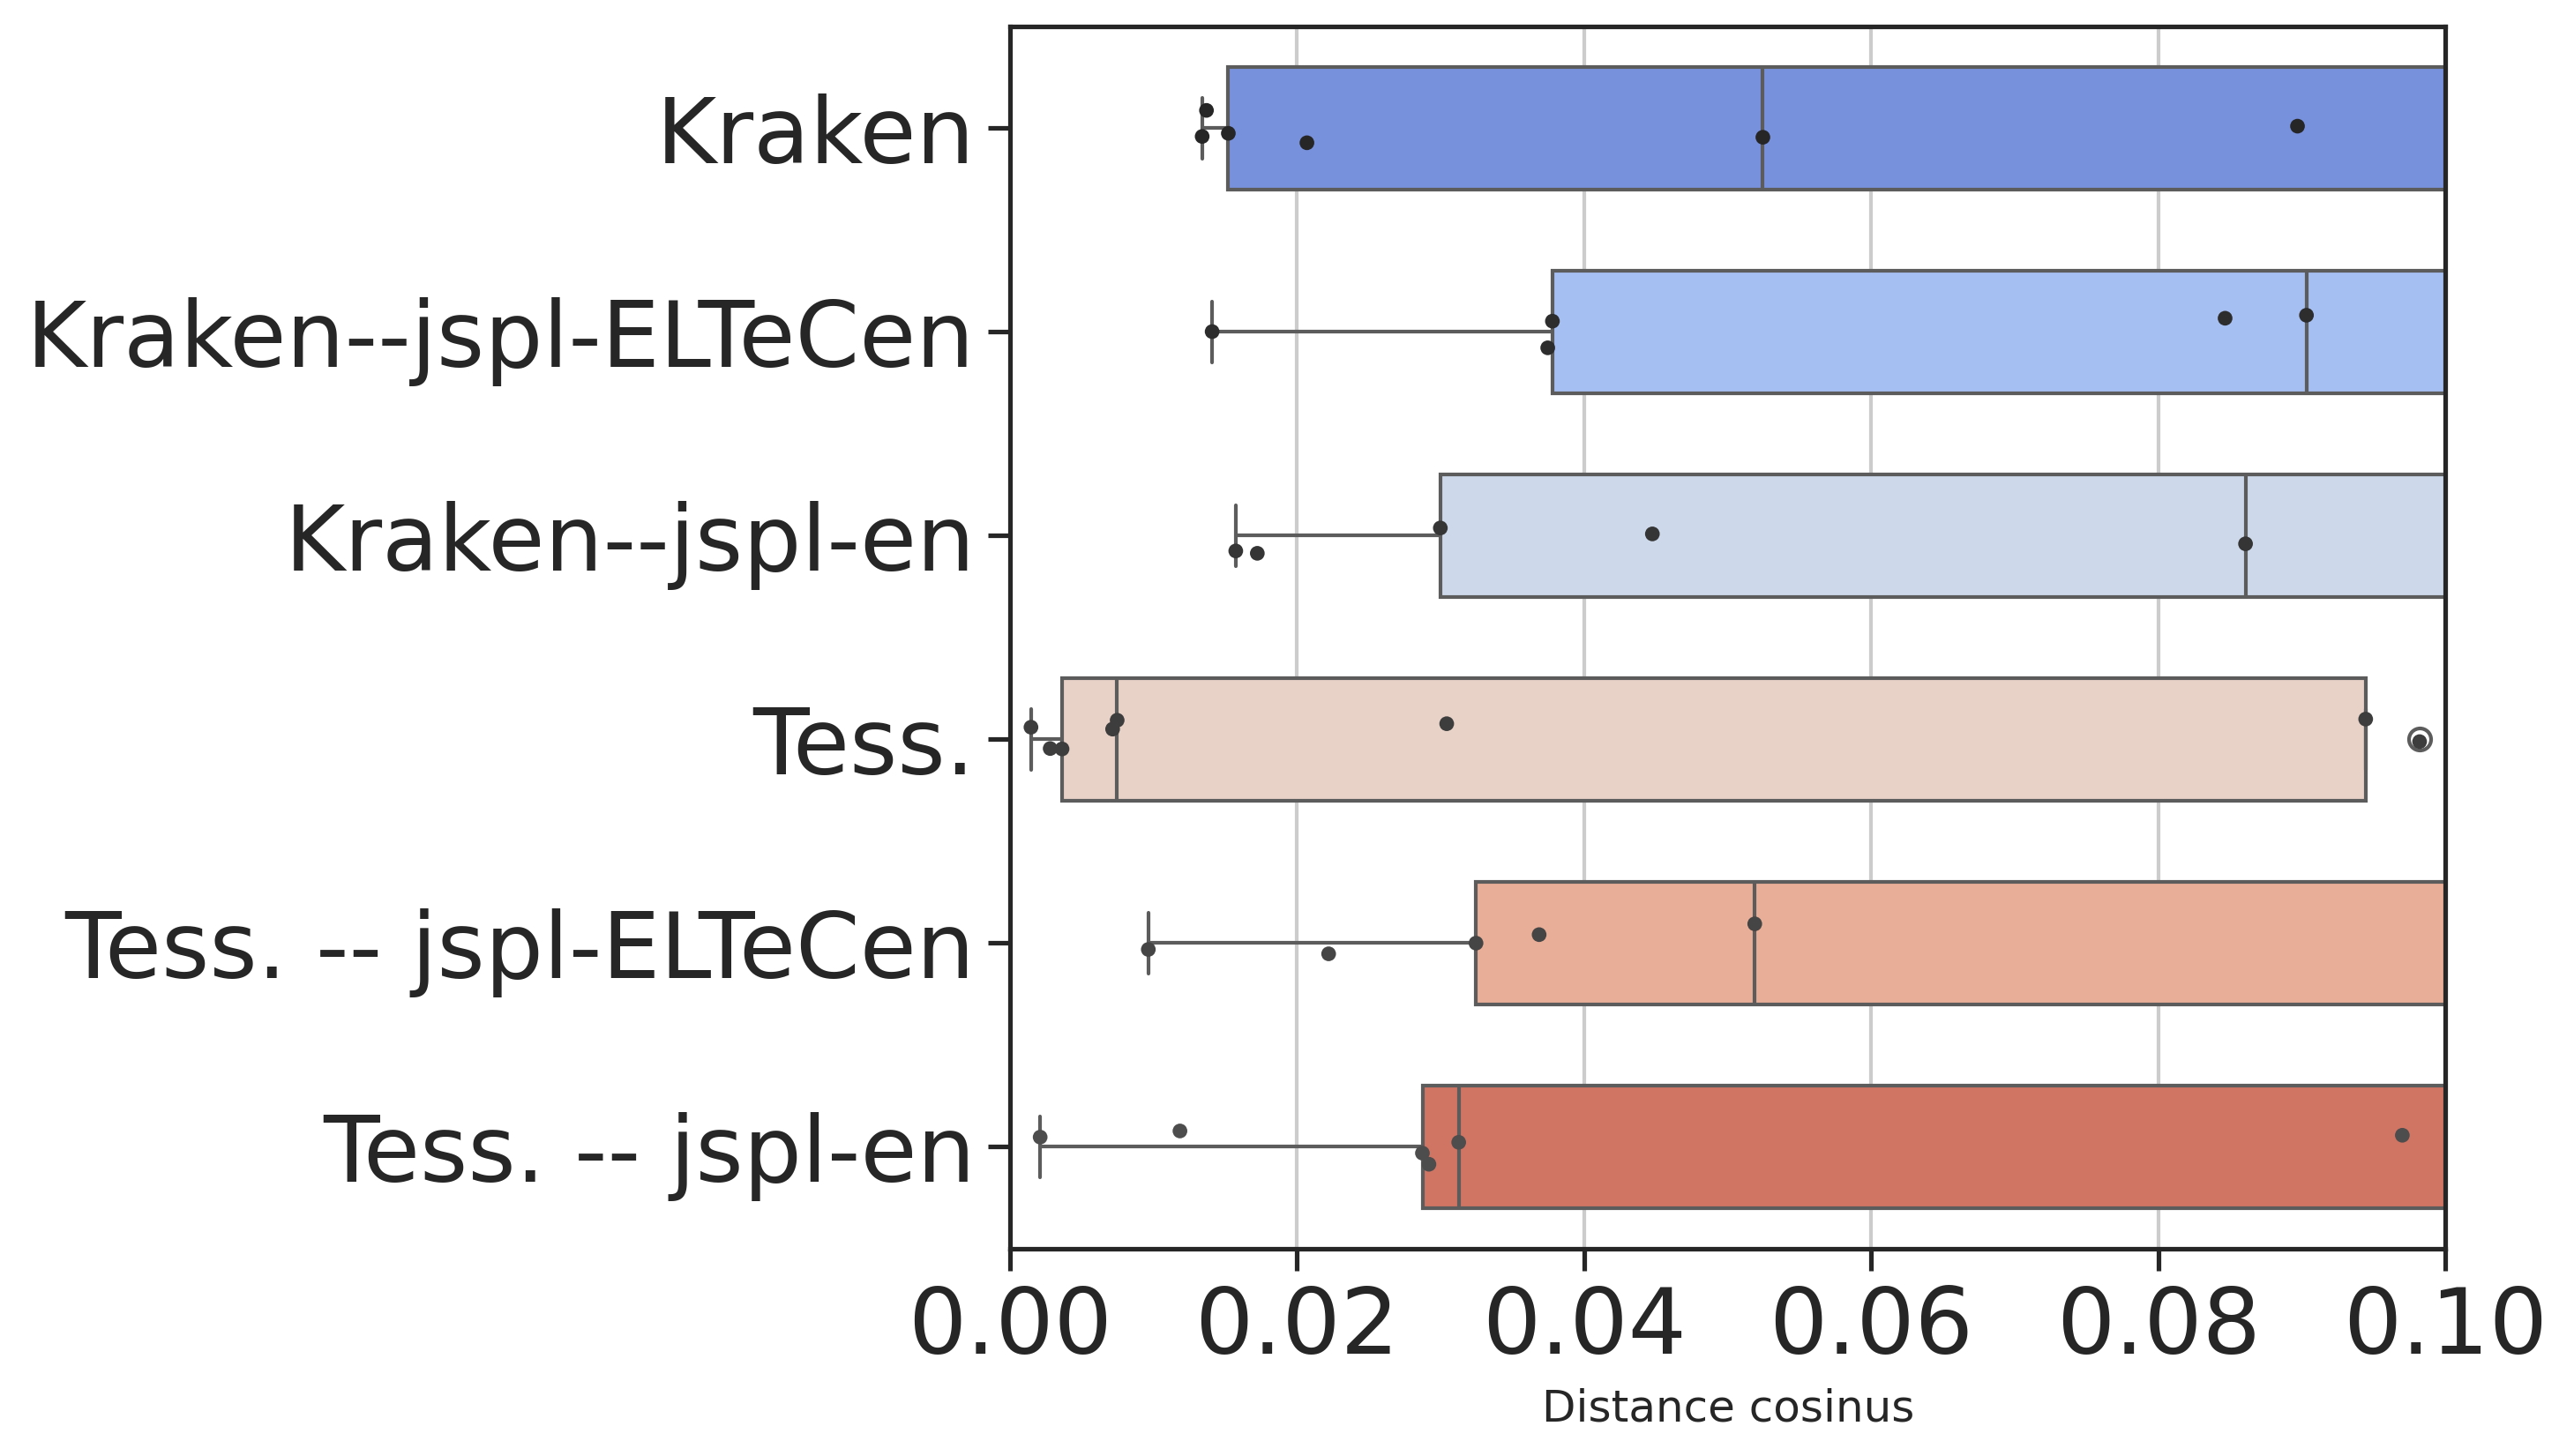 Kraken
Kraken--jspl-ELTeCen
Kraken--jspl-en
Tess.
Tess. -- jspl-ELTeCen
Tess. -- jspl-en
0.00 0.02 0.04 0.06 0.08 0.10
Distance cosinus